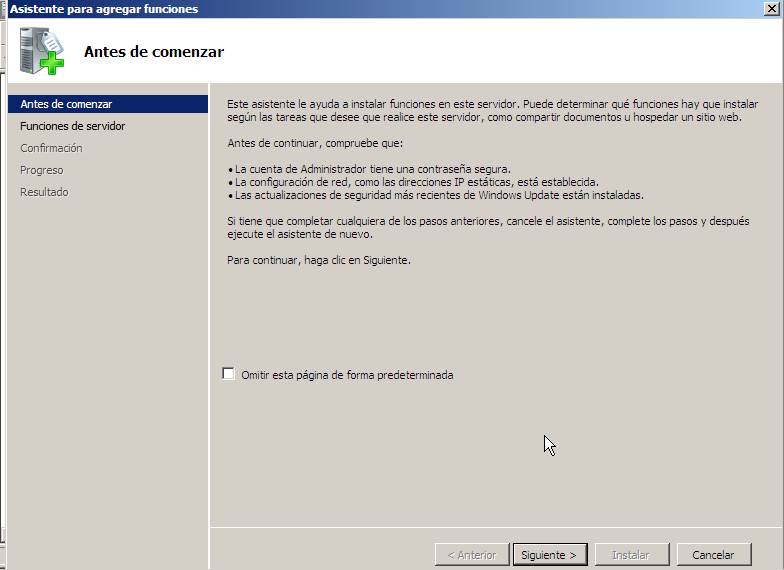 Asistente para agregar funciones
Antes de comenzar
Antes de comenzar
Funciones de servidor
Confirmación
Progreso
Resultado
Este asistente le ayuda a instalar funciones en este servidor. Puede determinar qué funciones hay que instalar
según las tareas que desee que realice este servidor, como compartir documentos u hospedar un sitio web.
Antes de continuar, compruebe que:
• La cuenta de Administrador tiene una contraseña segura.
• La configuración de red, como las direcciones IP estáticas, está establecida.
• Las actualizaciones de seguridad más recientes de Windows Update están instaladas.
Si tiene que completar cualquiera de los pasos anteriores, cancele el asistente, complete los pasos y después
ejecute el asistente de nuevo.
Para continuar, haga clic en Siguiente.
Omitir esta página de forma predeterminada
< Anterior
Siguiente >
Instalar
Cancelar